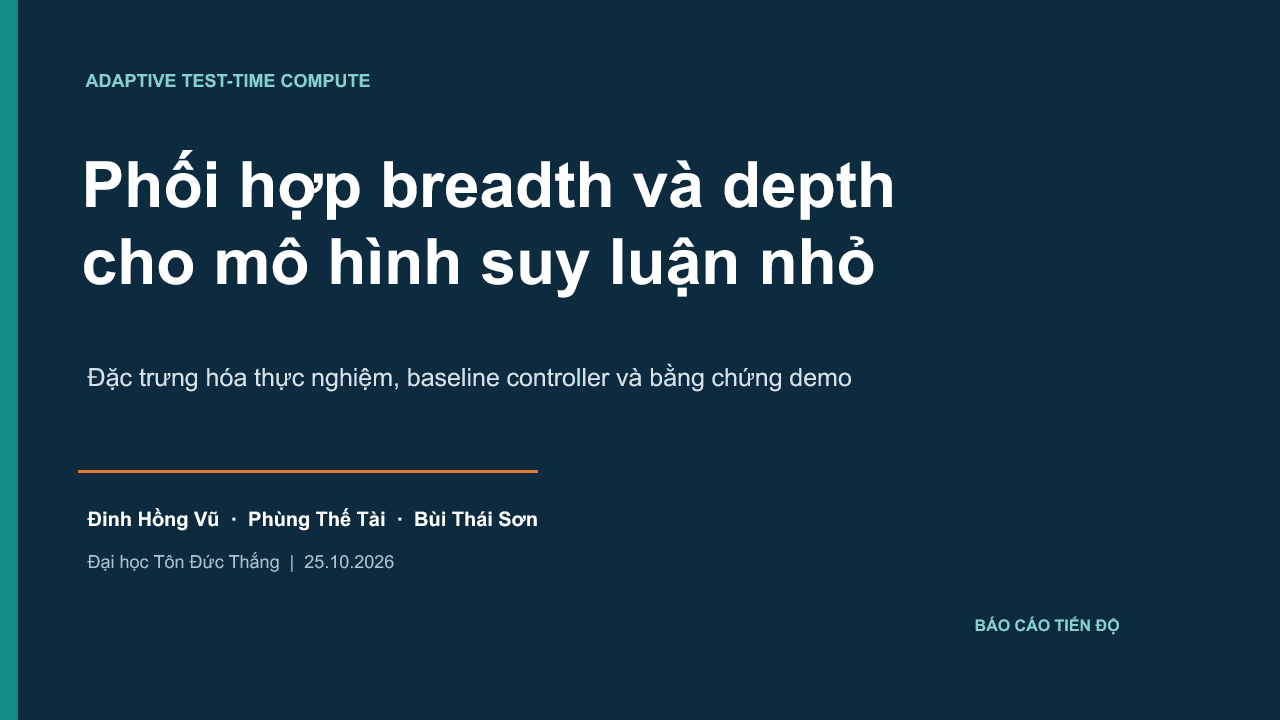 ADAPTIVE TEST-TIME COMPUTE
Phối hợp breadth và depth
cho mô hình suy luận nhỏ
Đặc trưng hóa thực nghiệm, baseline controller và bằng chứng demo
Đinh Hồng Vũ · Phùng Thế Tài · Bùi Thái Sơn
Đại học Tôn Đức Thắng | 25.10.2026
BÁO CÁO TIẾN ĐỘ